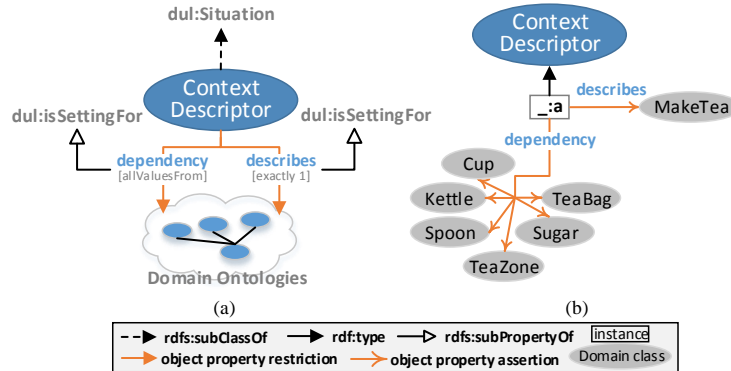 dul:Situation
Context
Descriptor
dul:isSettingFor
dul:isSettingFor
dependency
[allValuesFrom]
describes
[exactly 1]
Domain Ontologies
(a)
Context
Descriptor
_:a
describes
MakeTea
dependency
Cup
Kettle
TeaBag
Spoon
Sugar
TeaZone
(b)
rdfs:subClassOf
rdf:type
rdfs:subPropertyOf
instance
object property restriction
object property assertion
Domain class